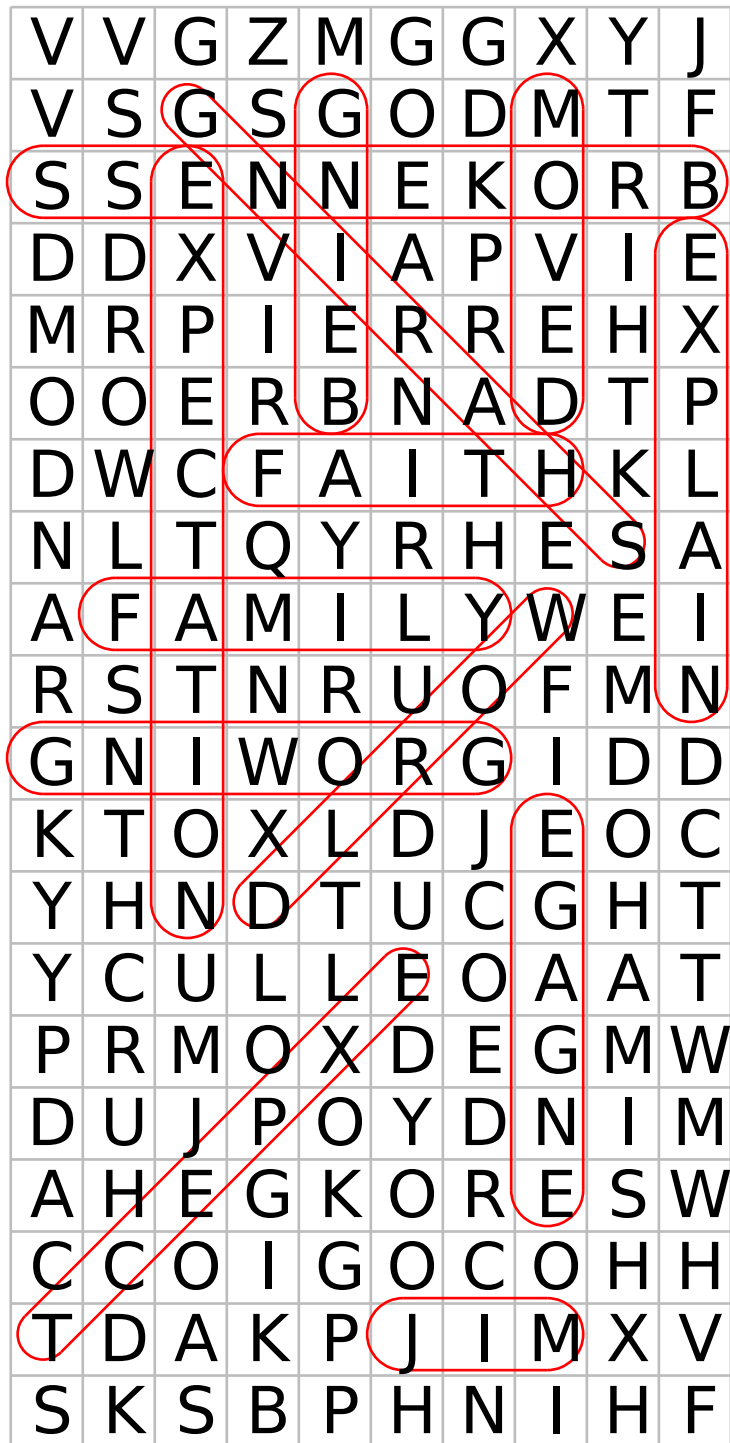 V V G Z M G G X Y J
V S G S G O D M T F
S S E N N E K O R B
D D X V I A P V I E
M R P I E R R E H X
O O E R B N A D T P
D W C F A I T H K L
N L T Q Y R H E S A
A F A M I L Y W E I
R S T N R U O F M N
G N I W O R G I D D
K T O X L D J E O C
Y H N D T U C G H T
Y C U L L E O A A T
P R M O X D E G M W
D U J P O Y D N I M
A H E G K O R E S W
C C O I G O C O H H
T D A K P J I M X V
S K S B P H N I H F